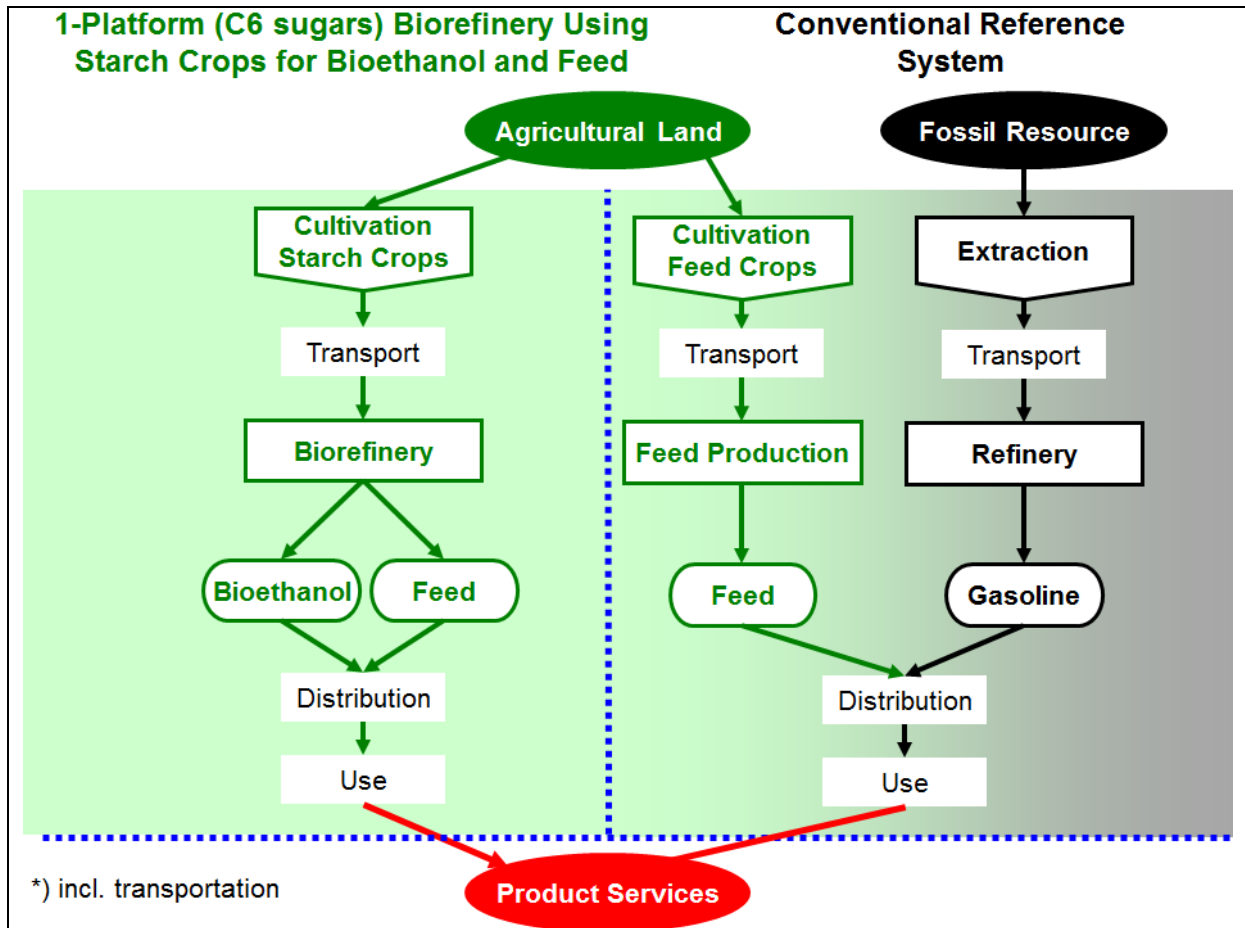 1-Platform (C6 sugars) Biorefinery Using
Starch Crops for Bioethanol and Feed
Conventional Reference
System
Agricultural Land
Fossil Resource
Cultivation
Starch Crops
Cultivation
Feed Crops
Extraction
Transport
Transport
Transport
Biorefinery
Feed Production
Refinery
Bioethanol
Feed
Feed
Gasoline
Distribution
Distribution
Use
Use
*) incl. transportation
Product Services